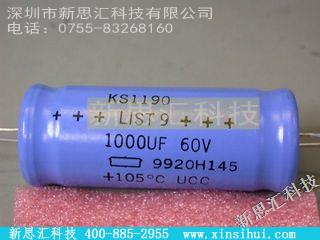 深圳市新思汇科技有限公司
电话：0755-83268160
KS1190
+ + + LIST 9 + + +
新思汇科技
1000UF 60V
9920H145
+105°C UCC
新思汇科技 400-885-2955 www.xinsihui.com